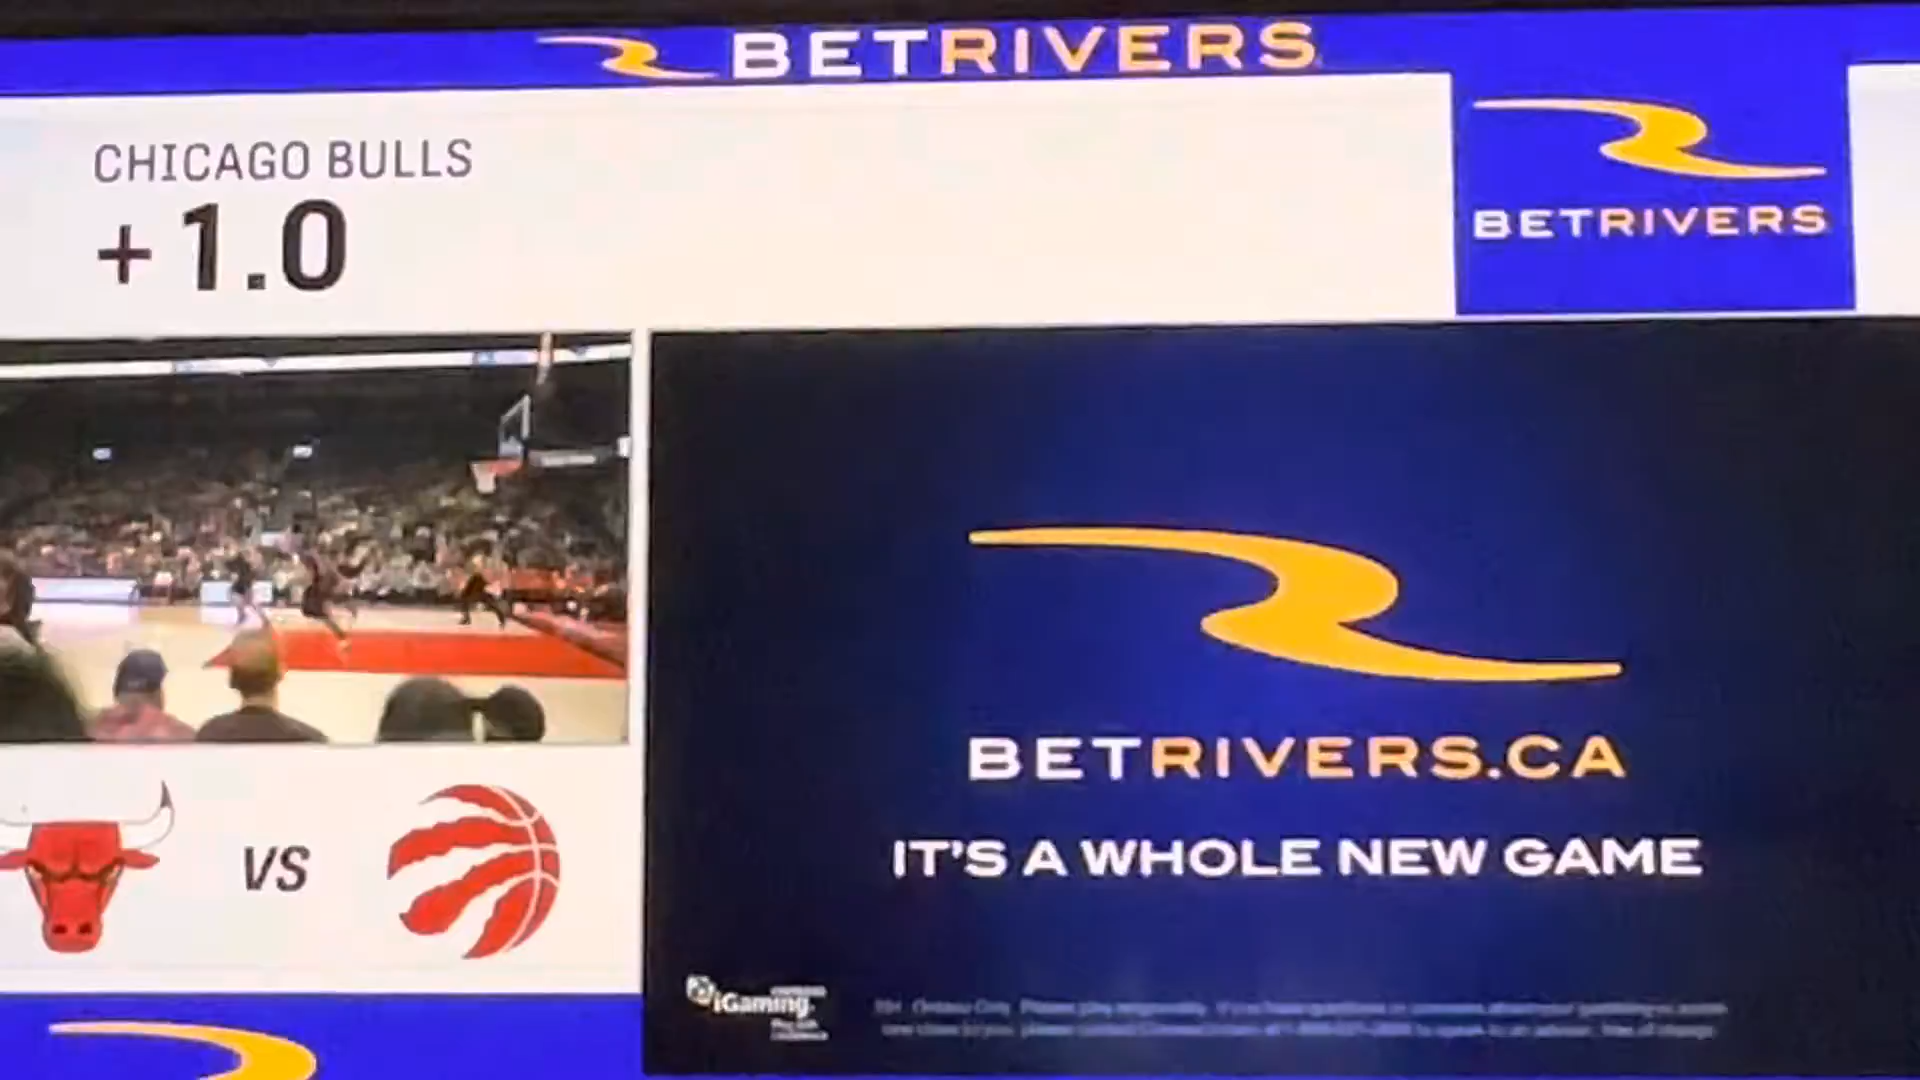 BETRIVERS
CHICAGO BULLS
+1.0
BETRIVERS
VS
BETRIVERS.CA
IT'S A WHOLE NEW GAME
iGaming